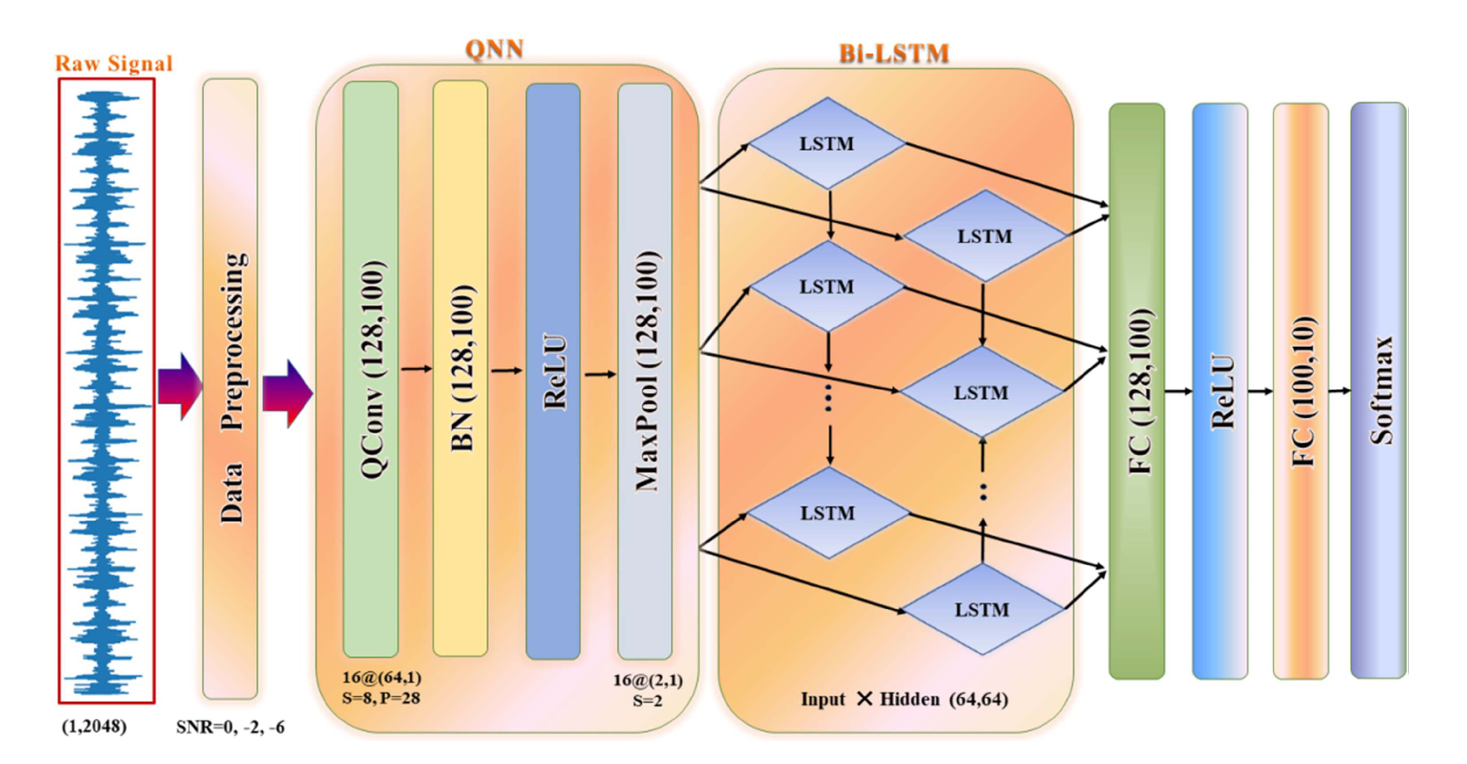 Raw Signal
(1,2048)
Data Preprocessing
SNR=0, -2, -6
QNN
QConv (128,100)
16@(64,1)
S=8, P=28
BN (128,100)
ReLU
MaxPool (128,100)
16@(2,1)
S=2
Bi-LSTM
LSTM
LSTM
LSTM
LSTM
LSTM
LSTM
Input ✕ Hidden (64,64)
FC (128,100)
ReLU
FC (100,10)
Softmax